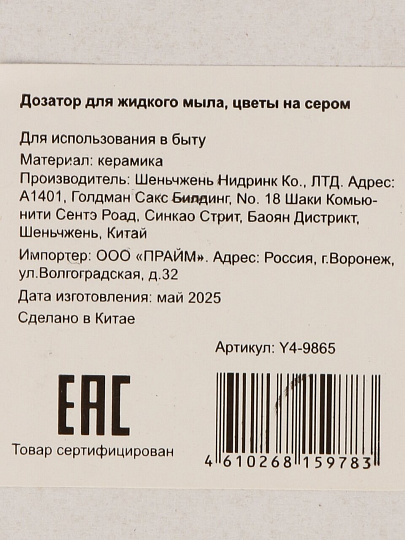 Дозатор для жидкого мыла, цветы на сером
Для использования в быту
Материал: керамика
Производитель: Шеньчжень Нидринк Ко., ЛТД. Адрес:
А1401, Голдман Сакс Билдинг, No. 18 Шаки Комью-
нити Сентэ Роад, Синкао Стрит, Баоян Дистрикт,
Шеньчжень, Китай
Импортер: ООО «ПРАЙМ». Адрес: Россия, г.Воронеж,
ул.Волгоградская, д.32
Дата изготовления: май 2025
Сделано в Китае
Артикул: Y4-9865
ЕАС
Товар сертифицирован
4 610268 159783